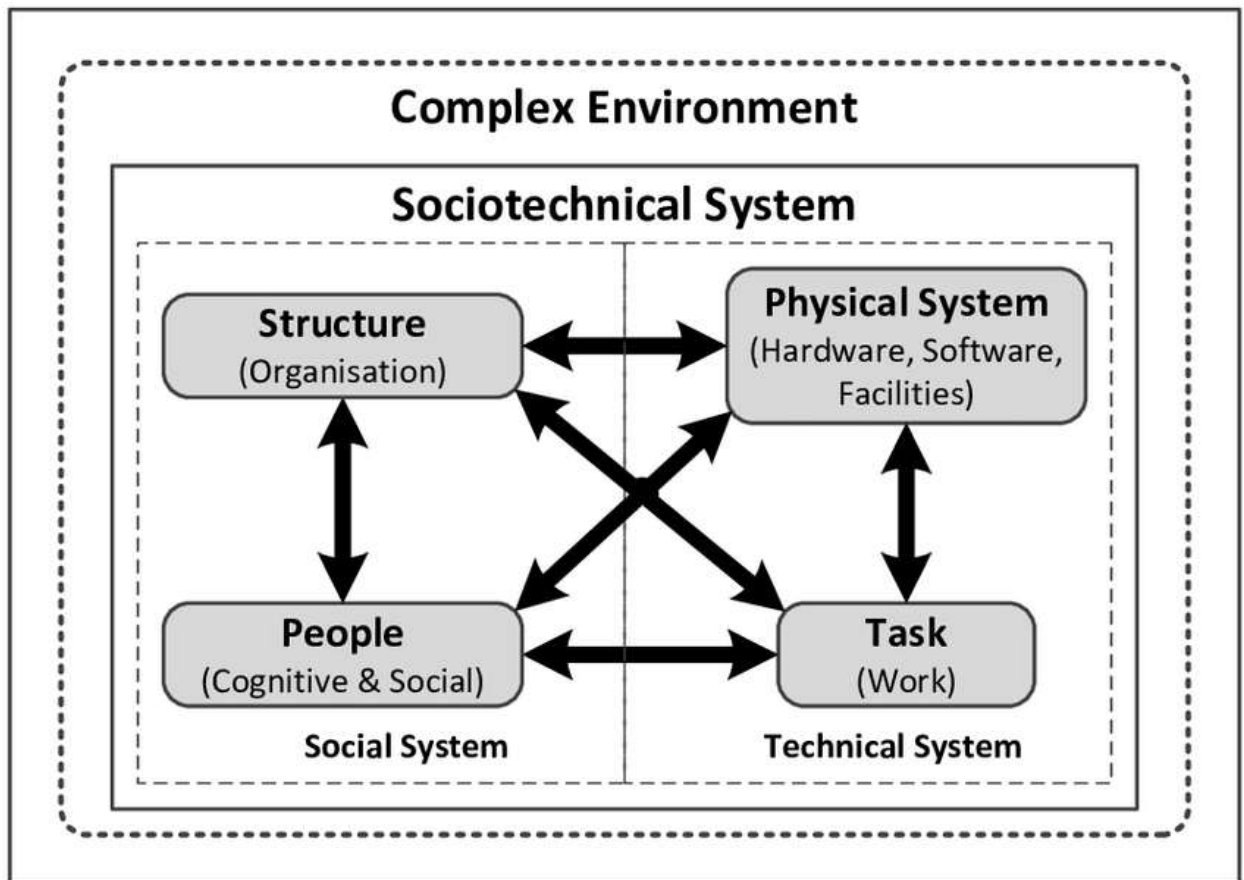 Complex Environment
Sociotechnical System
Structure
(Organisation)
Physical System
(Hardware, Software,
Facilities)
People
(Cognitive & Social)
Task
(Work)
Social System
Technical System